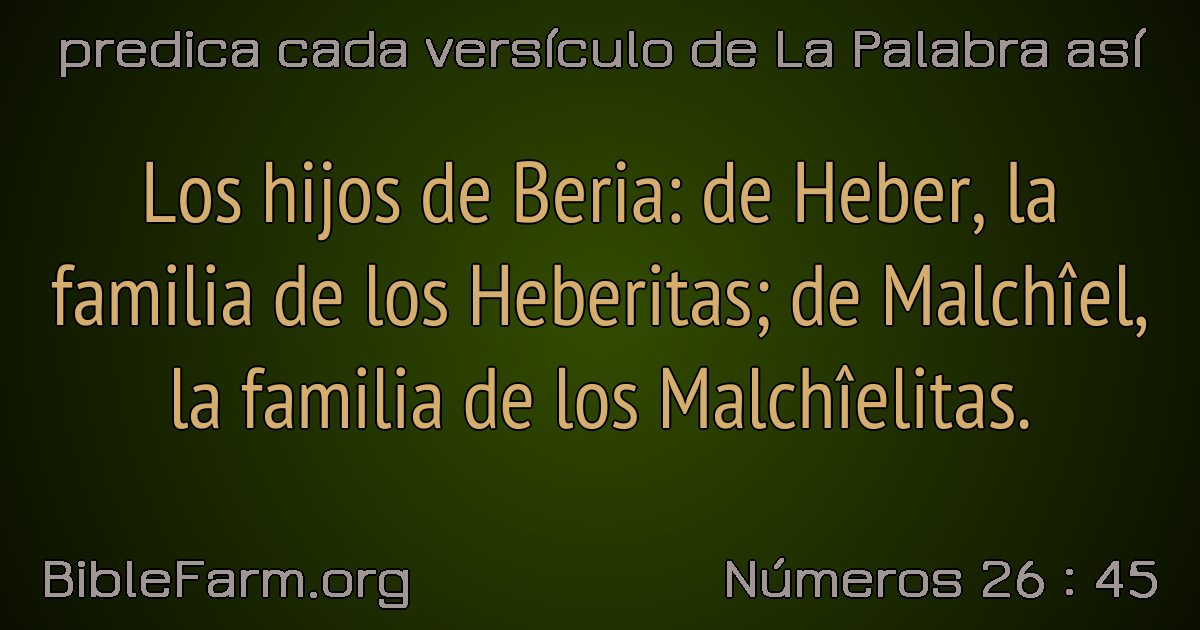 predica cada versículo de La Palabra así
Los hijos de Beria: de Heber, la
familia de los Heberitas; de Malchîel,
la familia de los Malchîelitas.
BibleFarm.org
Números 26 : 45